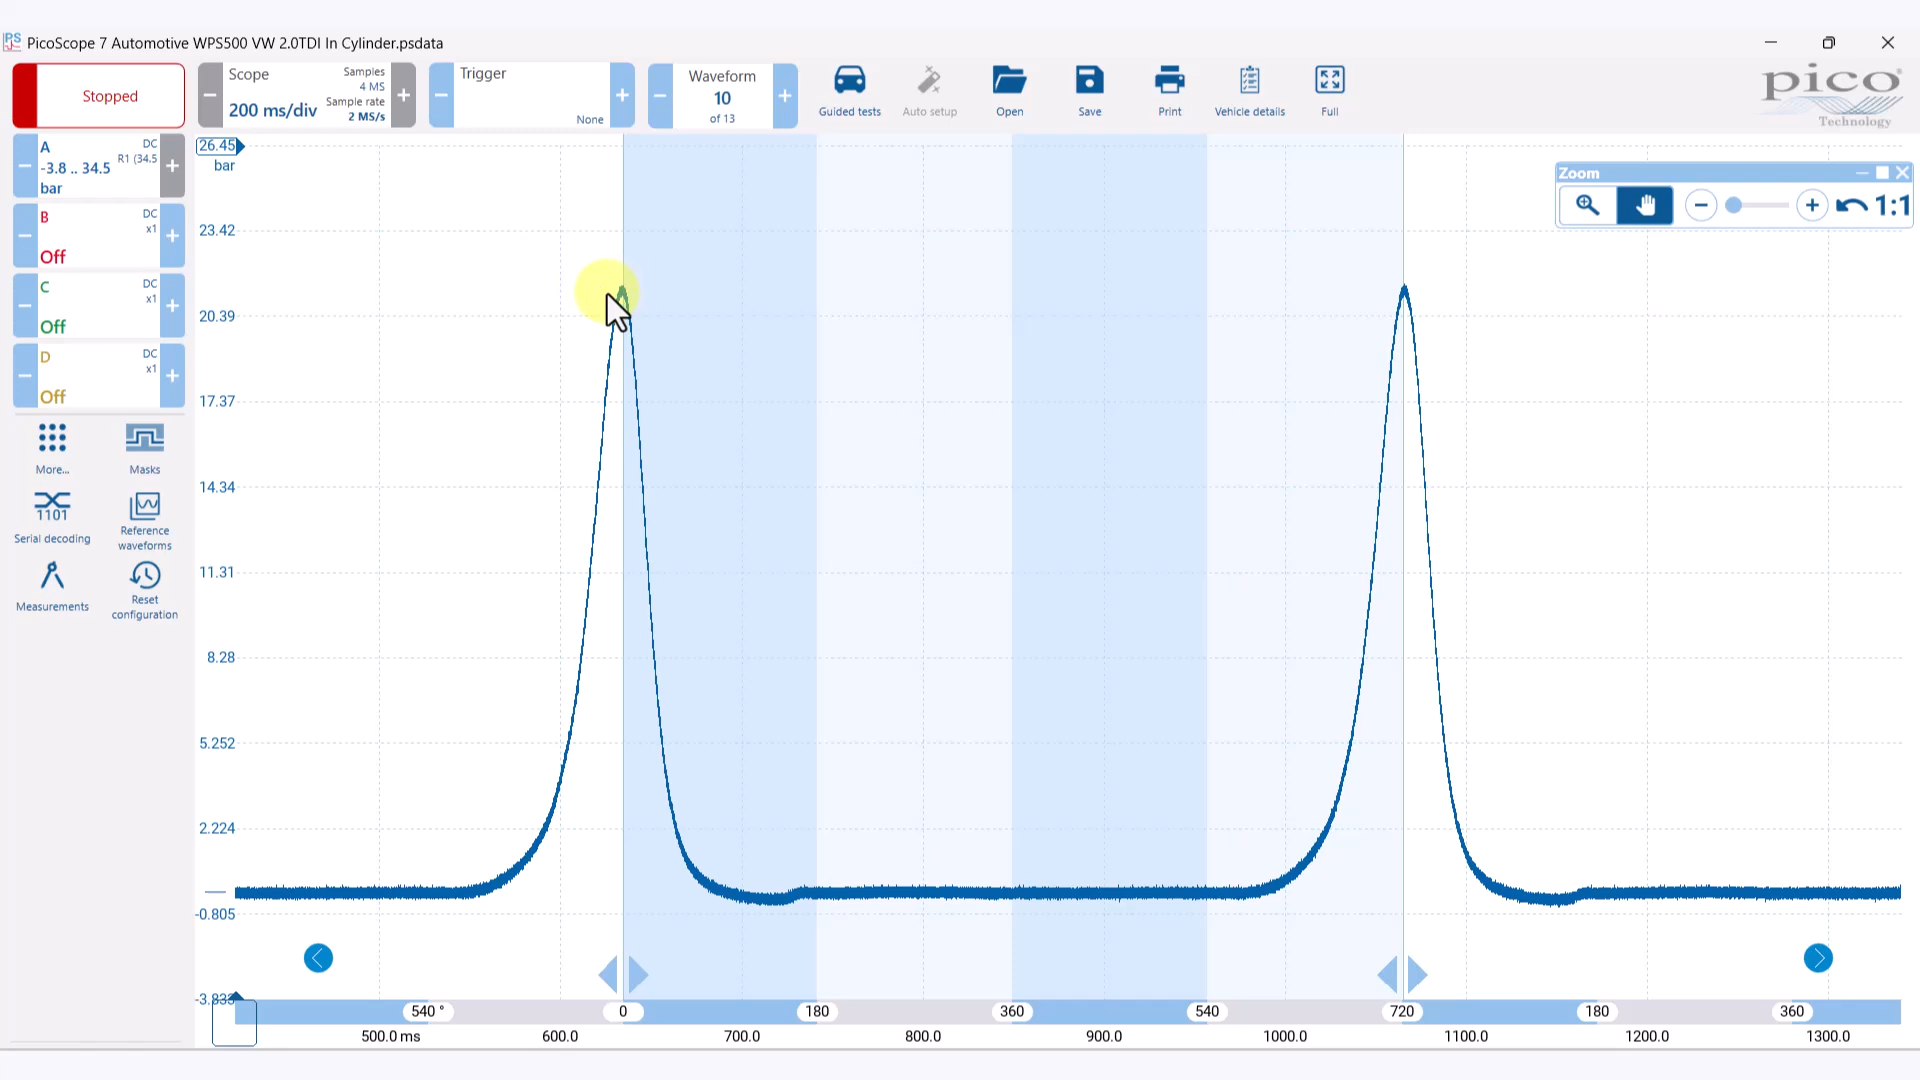 PS PicoScope 7 Automotive WPS500 VW 2.0TDI In Cylinder.psdata
Stopped
Scope
200 ms/div
Samples
4 MS
Sample rate
2 MS/s
Trigger
None
Waveform
10
of 13
Guided tests
Auto setup
Open
Save
Print
Vehicle details
Full
pico
Technology
A
DC
R1 (34.5
-3.8 .. 34.5
bar
B
DC
x1
Off
C
DC
x1
Off
D
DC
x1
Off
More...
Masks
1101
Serial decoding
Reference
waveforms
Measurements
Reset
configuration
Zoom
1:1
26.45
bar
23.42
20.39
17.37
14.34
11.31
8.28
5.252
2.224
-0.805
-3.833
540 °
0
180
360
540
720
180
360
500.0 ms
600.0
700.0
800.0
900.0
1000.0
1100.0
1200.0
1300.0